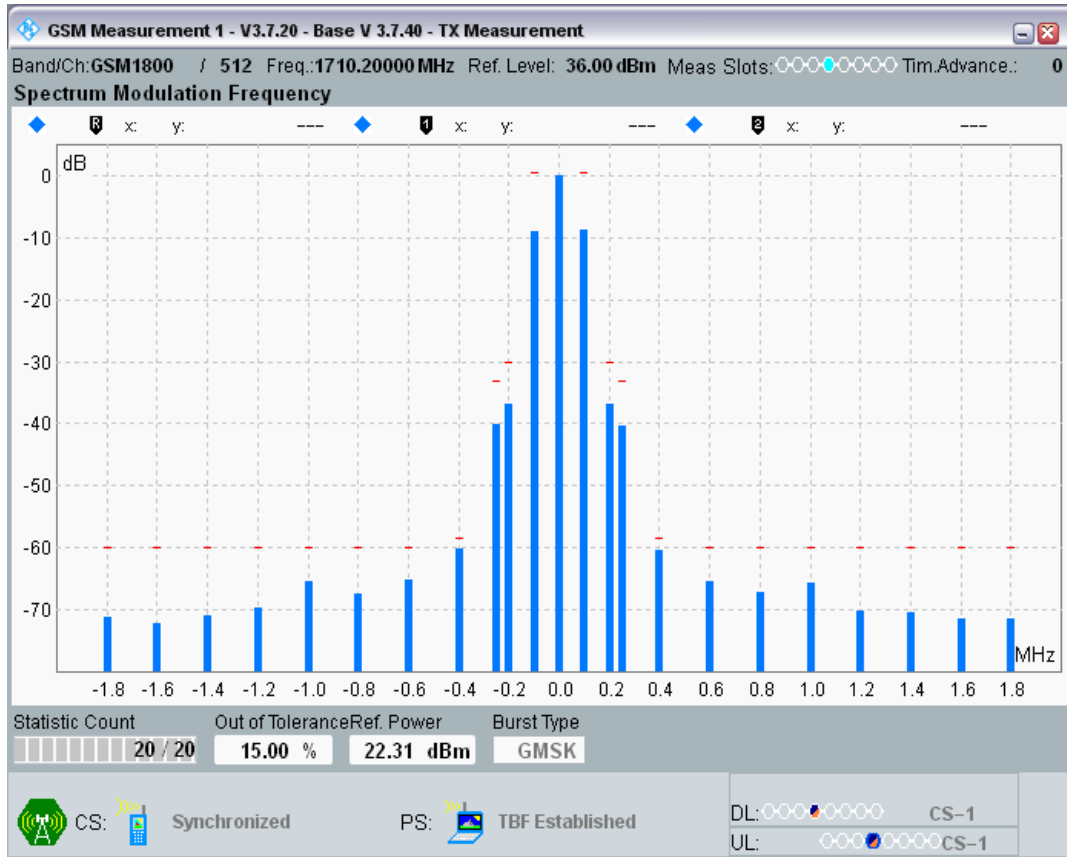 GSM Measurement 1 - V3.7.20 - Base V 3.7.40 - TX Measurement
Band/Ch:GSM1800 / 512 Freq.:1710.20000 MHz Ref. Level: 36.00 dBm Meas Slots: Tim.Advance.: 0
Spectrum Modulation Frequency
R x: y: --- 1 x: y: --- 2 x: y: ---
dB
0
-10
-20
-30
-40
-50
-60
-70
MHz
-1.8 -1.6 -1.4 -1.2 -1.0 -0.8 -0.6 -0.4 -0.2 0.0 0.2 0.4 0.6 0.8 1.0 1.2 1.4 1.6 1.8
Statistic Count Out of Tolerance Ref. Power Burst Type
20 / 20 15.00 % 22.31 dBm GMSK
CS: Synchronized PS: TBF Established
DL: CS-1
UL: CS-1